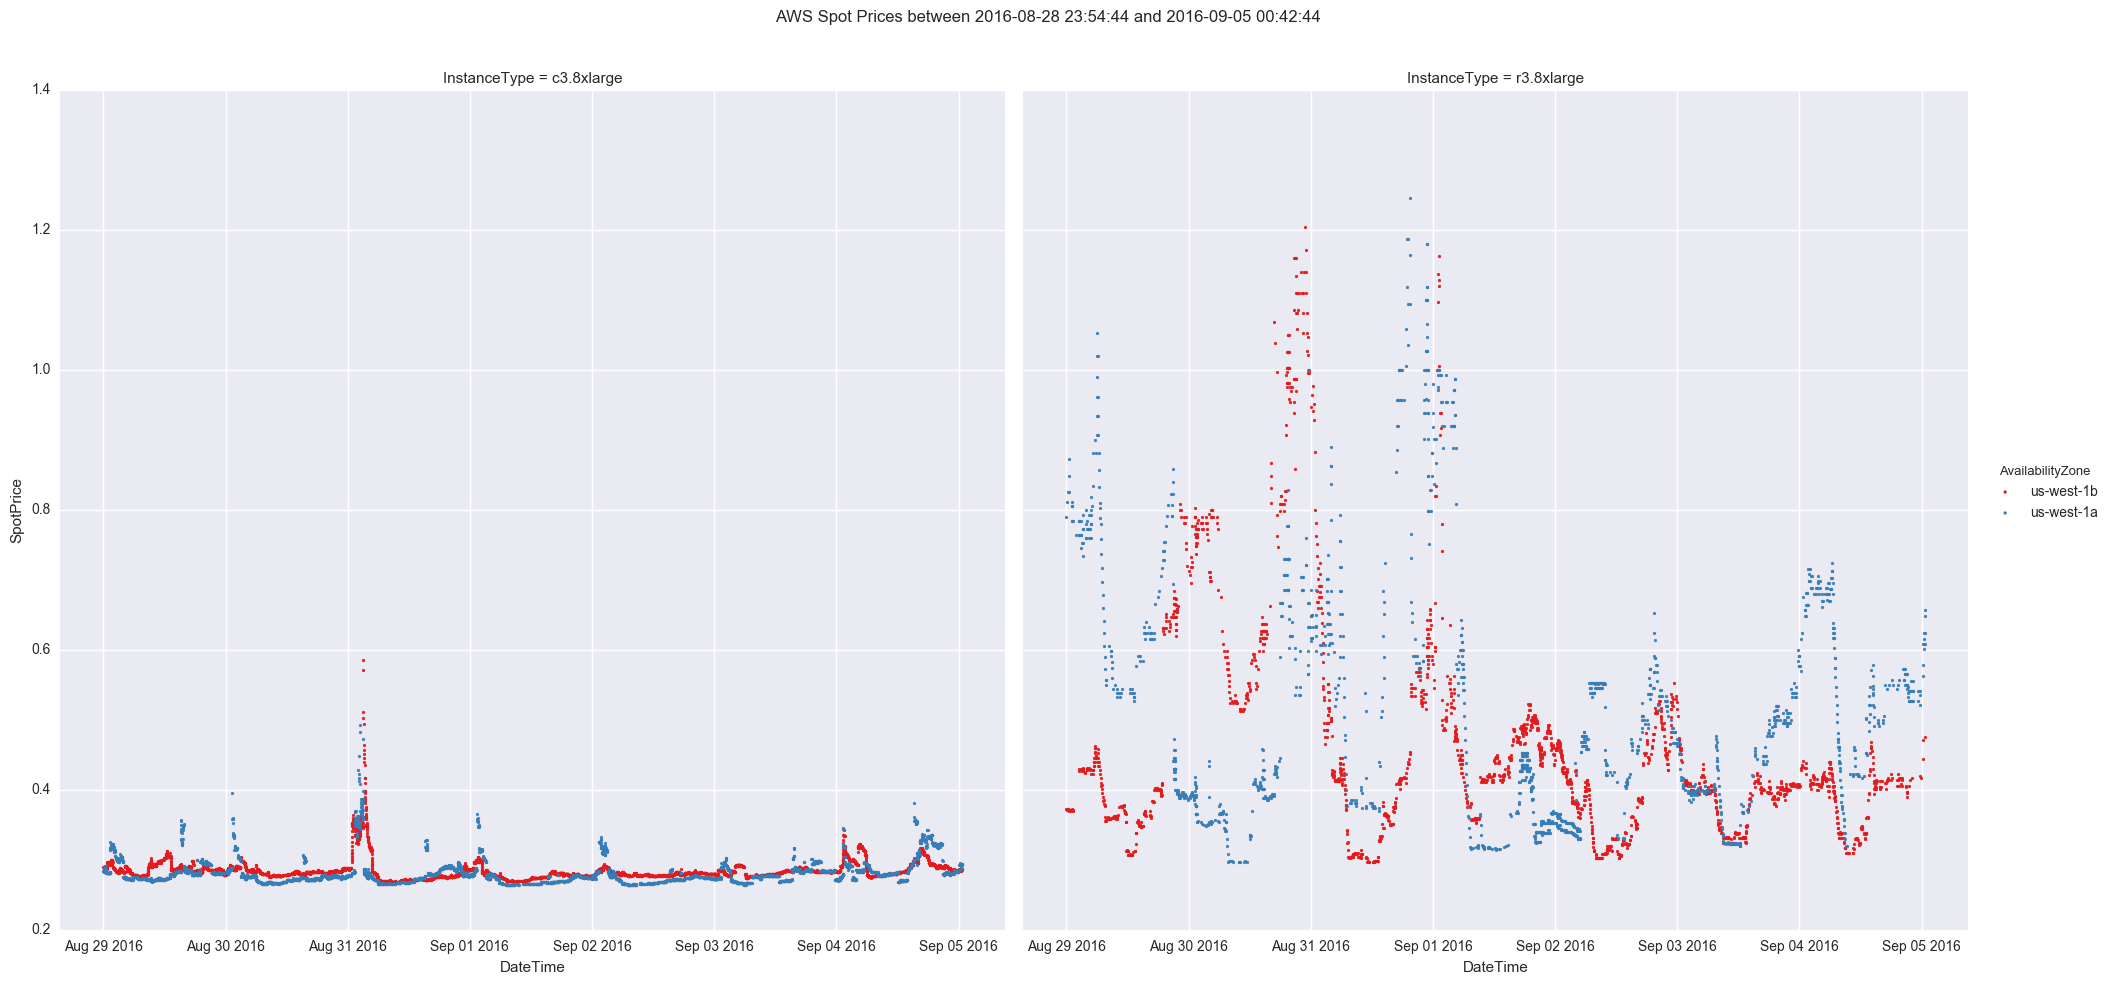 AWS Spot Prices between 2016-08-28 23:54:44 and 2016-09-05 00:42:44
InstanceType = c3.8xlarge
InstanceType = r3.8xlarge
1.4
1.2
1.0
0.8
0.6
0.4
0.2
SpotPrice
Aug 29 2016 Aug 30 2016 Aug 31 2016 Sep 01 2016 Sep 02 2016 Sep 03 2016 Sep 04 2016 Sep 05 2016
DateTime
Aug 29 2016 Aug 30 2016 Aug 31 2016 Sep 01 2016 Sep 02 2016 Sep 03 2016 Sep 04 2016 Sep 05 2016
DateTime
AvailabilityZone
us-west-1b
us-west-1a